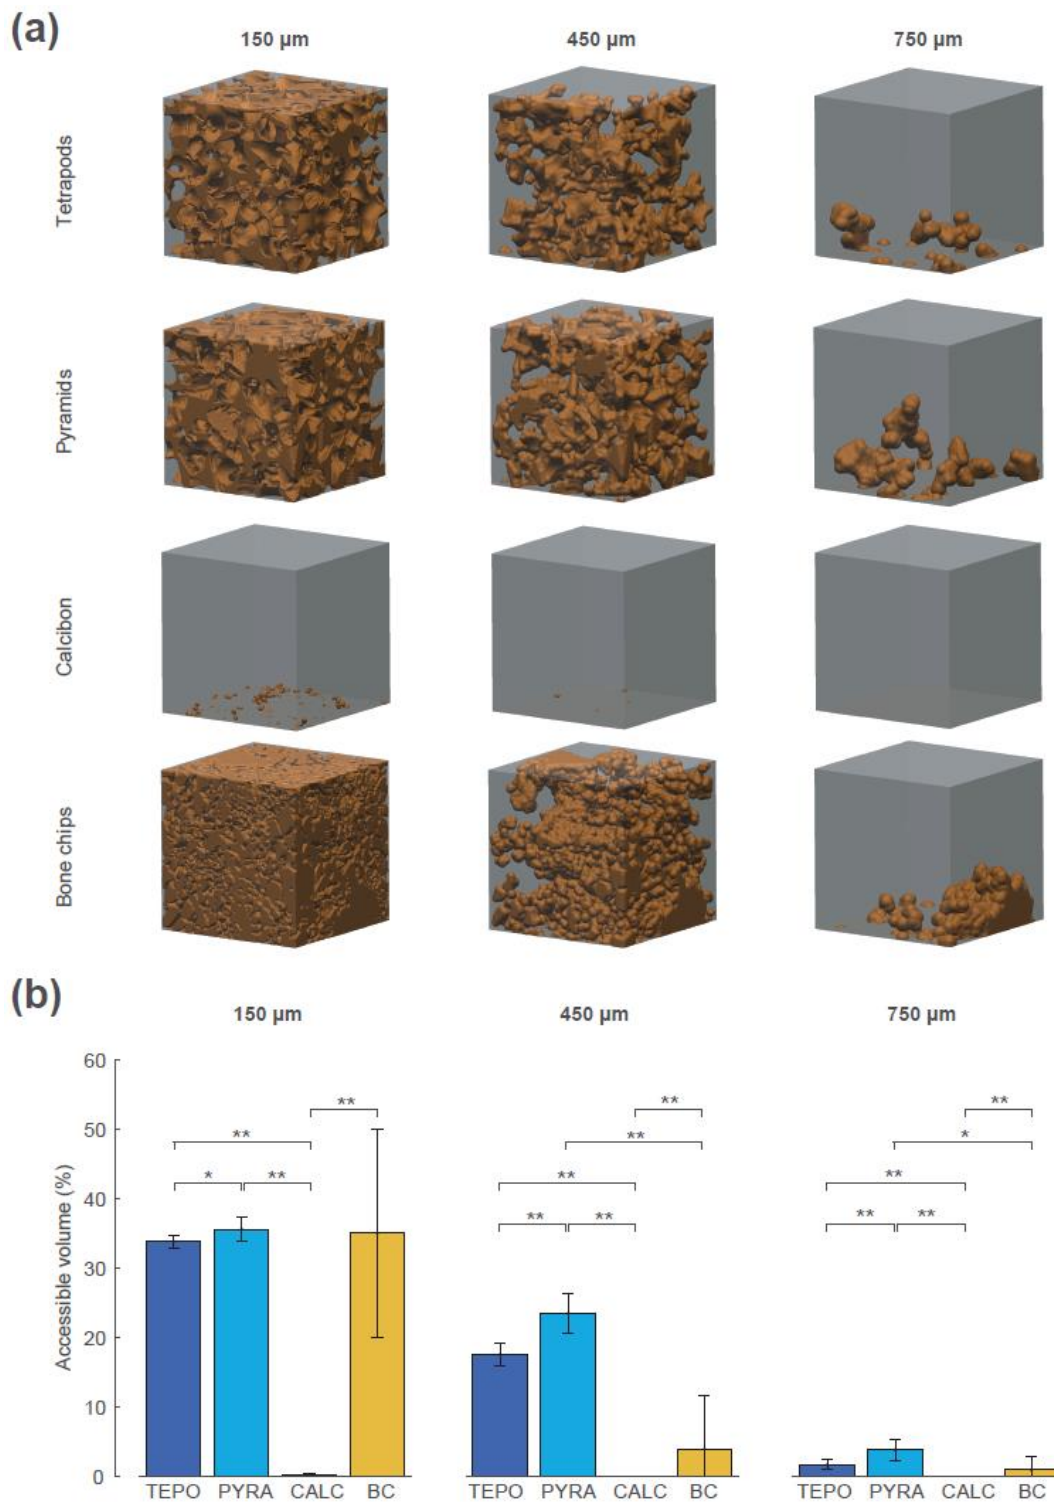 (a)
150 µm 450 µm 750 µm
Tetrapods
Pyramids
Calcibon
Bone chips
(b)
150 µm 450 µm 750 µm
Accessible volume (%)
60
50
40
30
20
10
0
**
**
* **
**
**
**
** **
**
*
**
** **
TEPO PYRA CALC BC TEPO PYRA CALC BC TEPO PYRA CALC BC